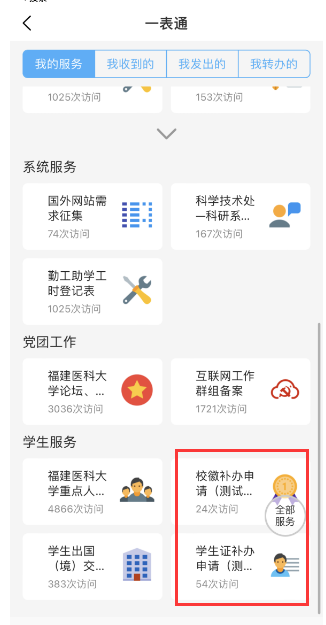 一表通
我的服务 我收到的 我发出的 我转办的
1025次访问 153次访问
系统服务
国外网站需
求征集
74次访问
科学技术处
—科研系...
167次访问
勤工助学工
时登记表
1025次访问
党团工作
福建医科大
学论坛、...
3036次访问
互联网工作
群组备案
1721次访问
学生服务
福建医科大
学重点人...
4866次访问
校徽补办申
请（测试...
24次访问
全部
服务
学生出国
（境）交...
383次访问
学生证补办
申请（测...
54次访问